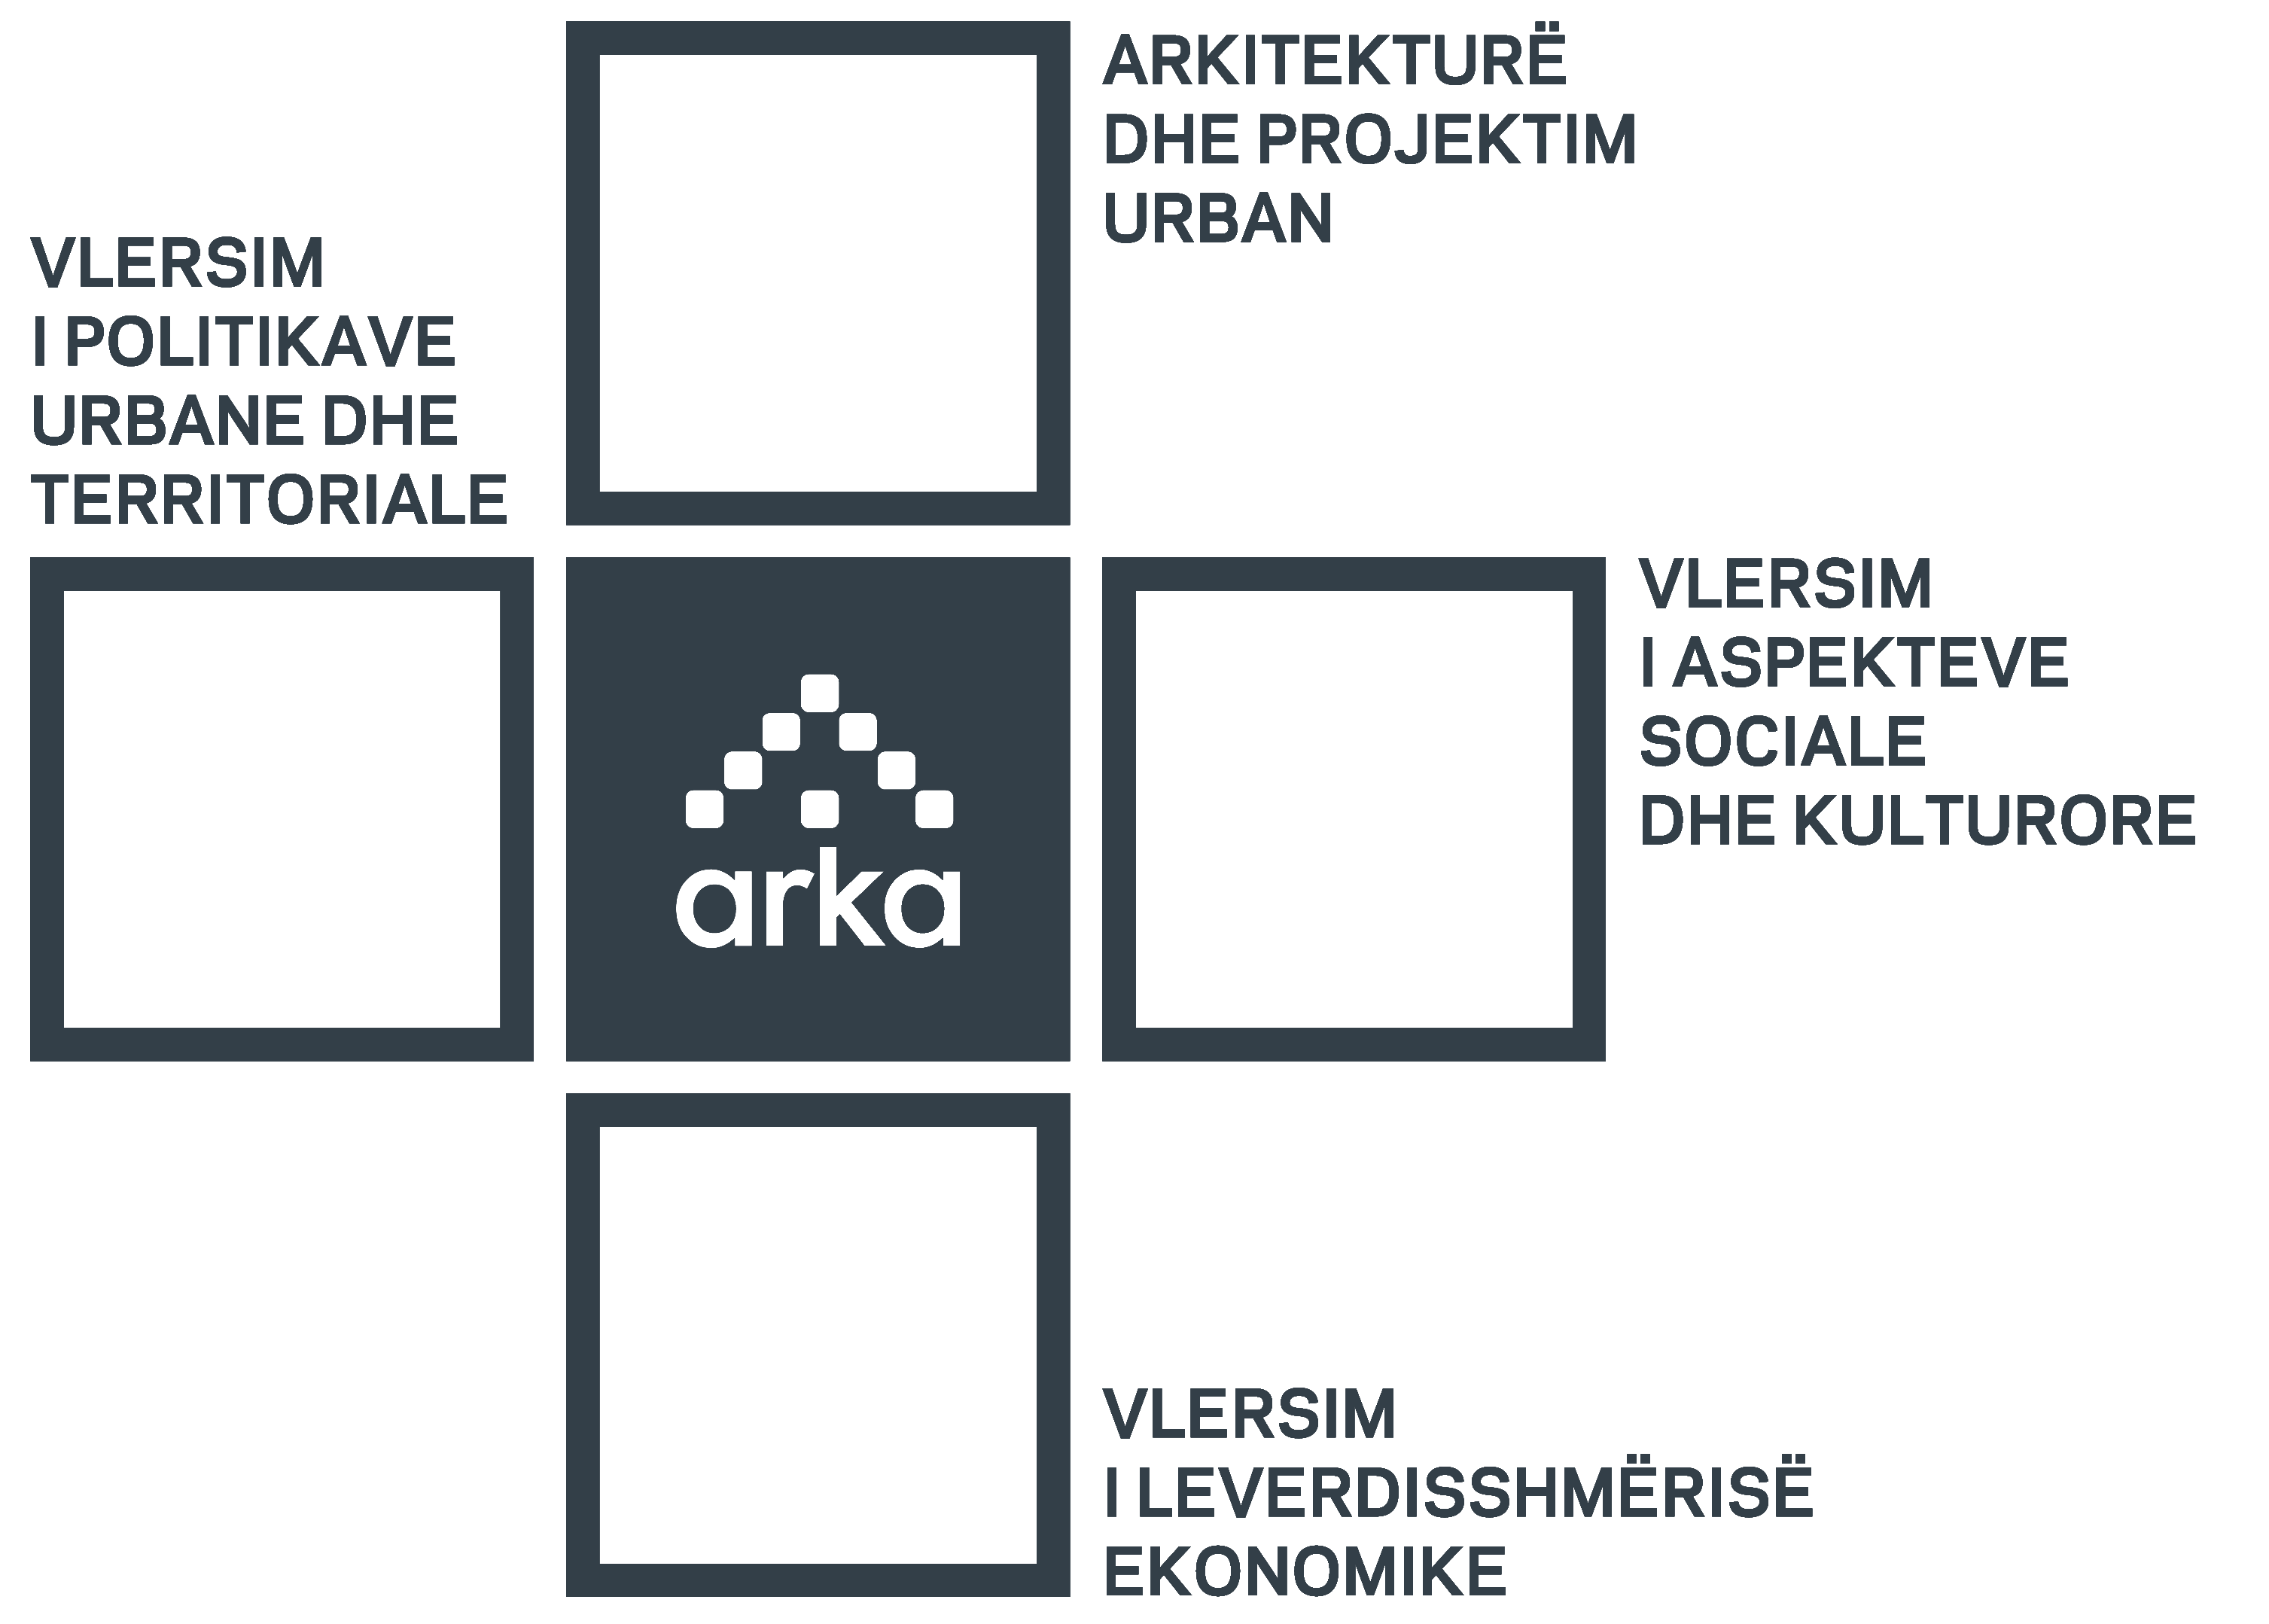 ARKITEKTURË
DHE PROJEKTIM
URBAN
VLERSIM
I POLITIKAVE
URBANE DHE
TERRITORIALE
arka
VLERSIM
I ASPEKTEVE
SOCIALE
DHE KULTURORE
VLERSIM
I LEVERDISSHMËRISË
EKONOMIKE